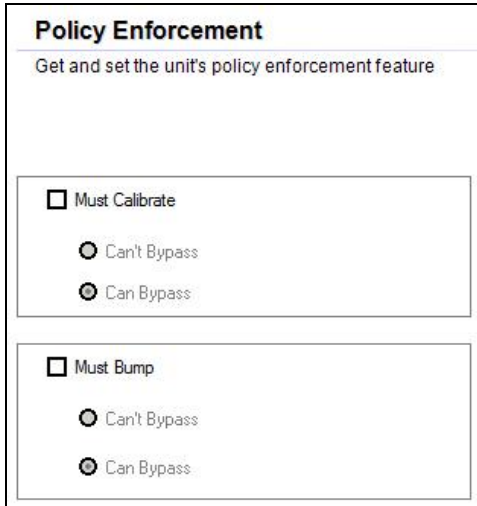 Policy Enforcement
Get and set the unit's policy enforcement feature
Must Calibrate
Can't Bypass
Can Bypass
Must Bump
Can't Bypass
Can Bypass